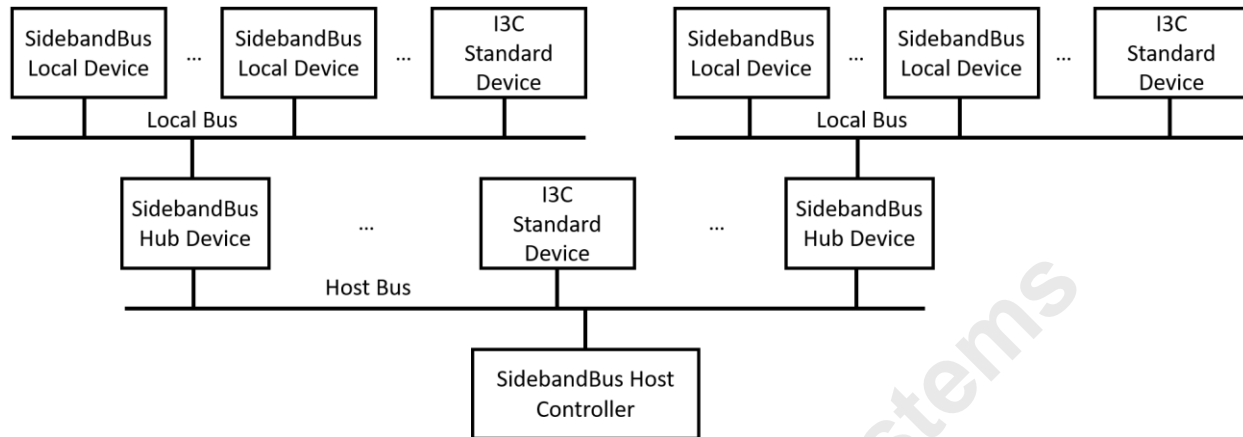 SidebandBus
Local Device
...
SidebandBus
Local Device
...
I3C
Standard
Device
SidebandBus
Local Device
...
SidebandBus
Local Device
...
I3C
Standard
Device
Local Bus
Local Bus
SidebandBus
Hub Device
...
I3C
Standard
Device
...
SidebandBus
Hub Device
Host Bus
SidebandBus Host
Controller
stems